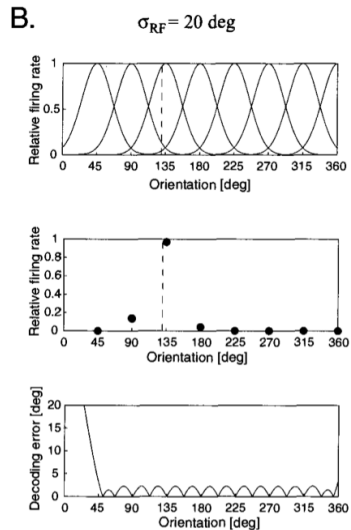 B.
σRF = 20 deg
Relative firing rate
1
0.5
0
0 45 90 135 180 225 270 315 360
Orientation [deg]
Relative firing rate
1
0.8
0.6
0.4
0.2
0
0 45 90 135 180 225 270 315 360
Orientation [deg]
Decoding error [deg]
20
15
10
5
0
0 45 90 135 180 225 270 315 360
Orientation [deg]